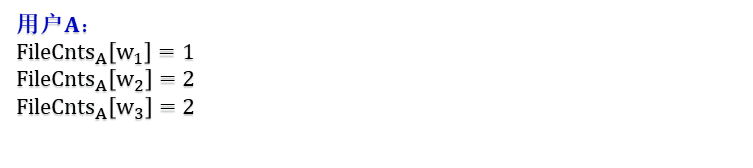 用户A：
FileCnts_A[w_1] = 1
FileCnts_A[w_2] = 2
FileCnts_A[w_3] = 2